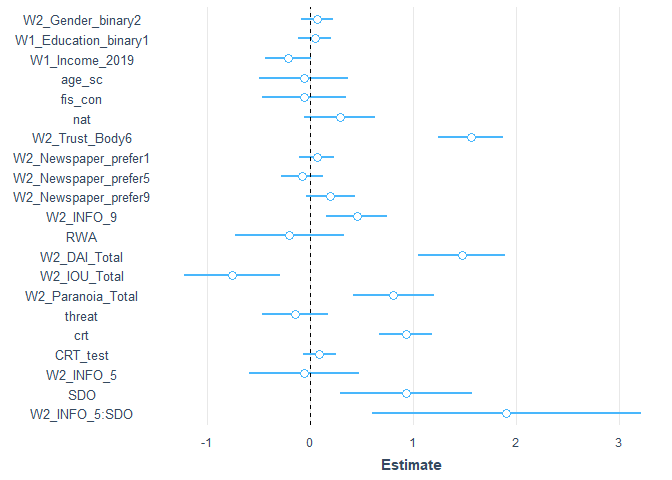 W2_Gender_binary2
W1_Education_binary1
W1_Income_2019
age_sc
fis_con
nat
W2_Trust_Body6
W2_Newspaper_prefer1
W2_Newspaper_prefer5
W2_Newspaper_prefer9
W2_INFO_9
RWA
W2_DAI_Total
W2_IOU_Total
W2_Paranoia_Total
threat
crt
CRT_test
W2_INFO_5
SDO
W2_INFO_5:SDO
-1 0 1 2 3
Estimate